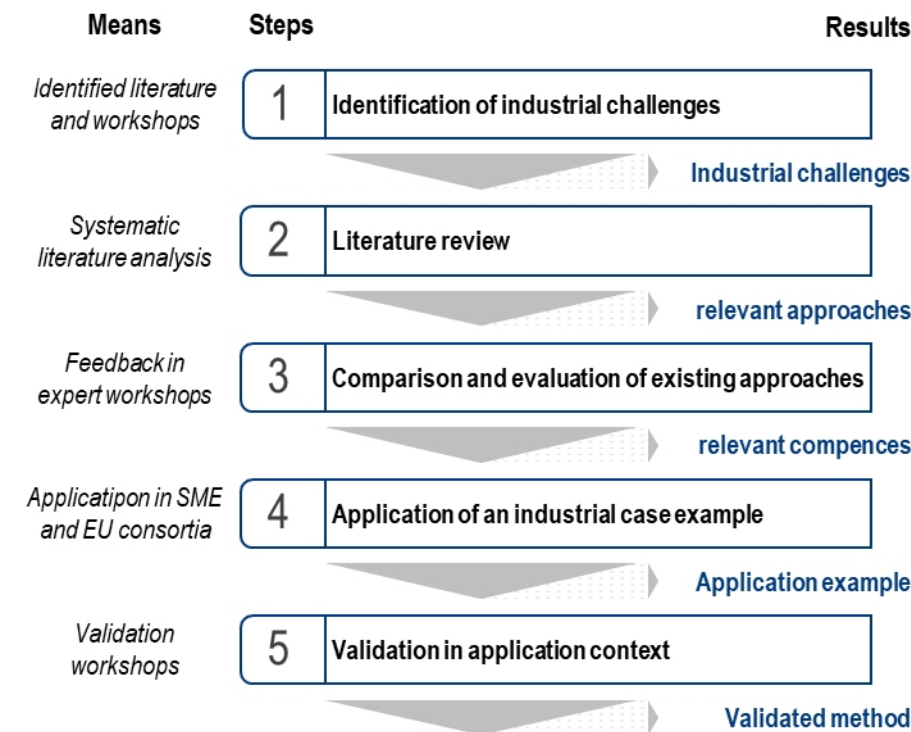 Means Steps Results
Identified literature
and workshops
1 Identification of industrial challenges
Industrial challenges
Systematic
literature analysis
2 Literature review
relevant approaches
Feedback in
expert workshops
3 Comparison and evaluation of existing approaches
relevant compences
Applicatipon in SME
and EU consortia
4 Application of an industrial case example
Application example
Validation
workshops
5 Validation in application context
Validated method